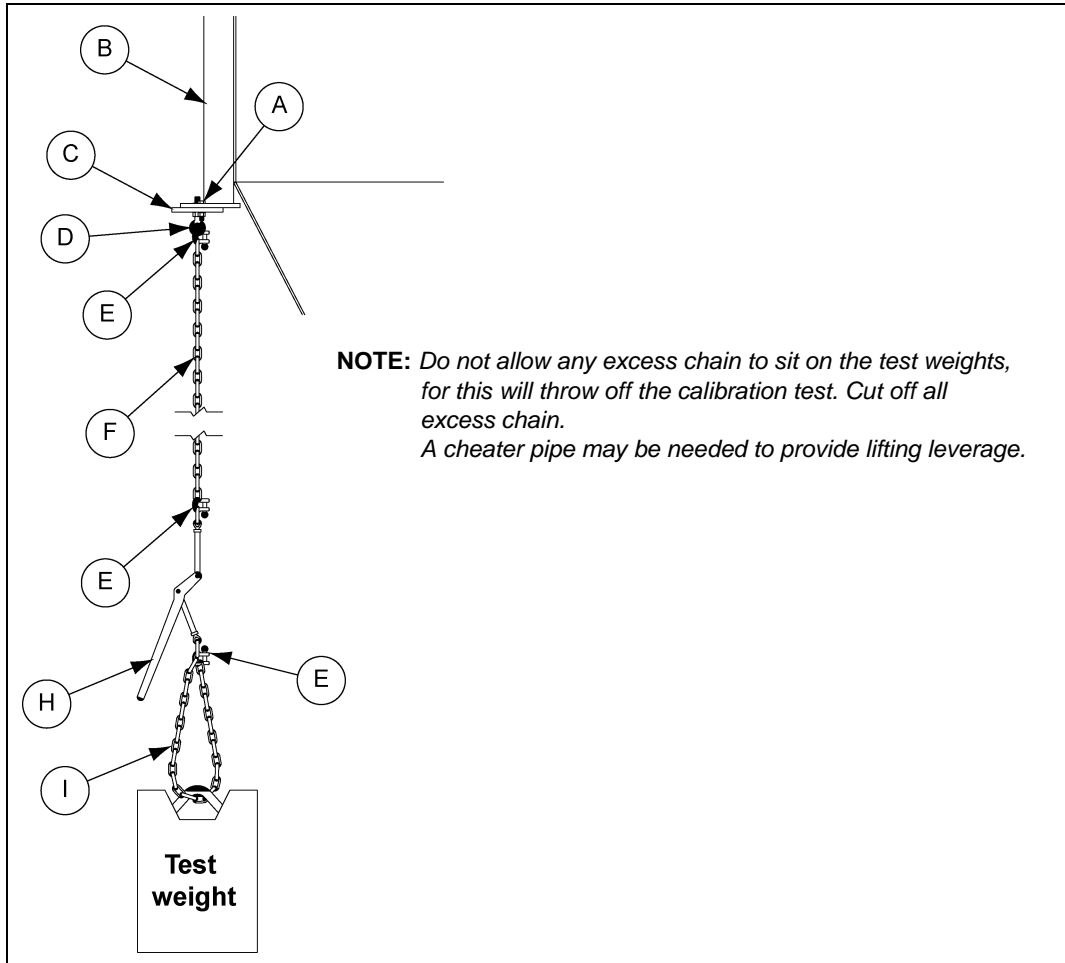 B
A
C
D
E
NOTE: Do not allow any excess chain to sit on the test weights,
for this will throw off the calibration test. Cut off all
excess chain.
A cheater pipe may be needed to provide lifting leverage.
F
E
E
H
I
Test
weight